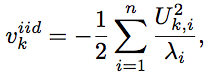 $v_k^{iid} = -\frac{1}{2} \sum_{i=1}^{n} \frac{U_{k,i}^2}{\lambda_i},$